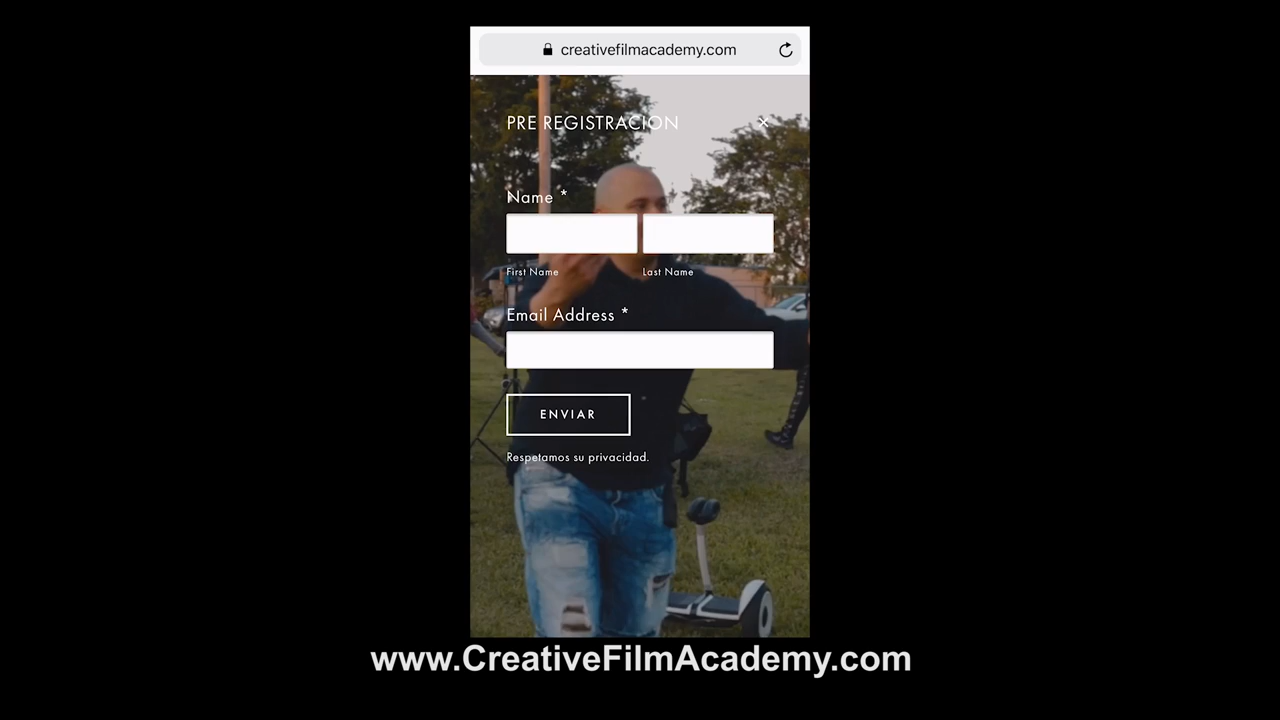 creativefilmacademy.com
PRE REGISTRACION ×
Name *
First Name Last Name
Email Address *
ENVIAR
Respetamos su privacidad.
www.CreativeFilmAcademy.com